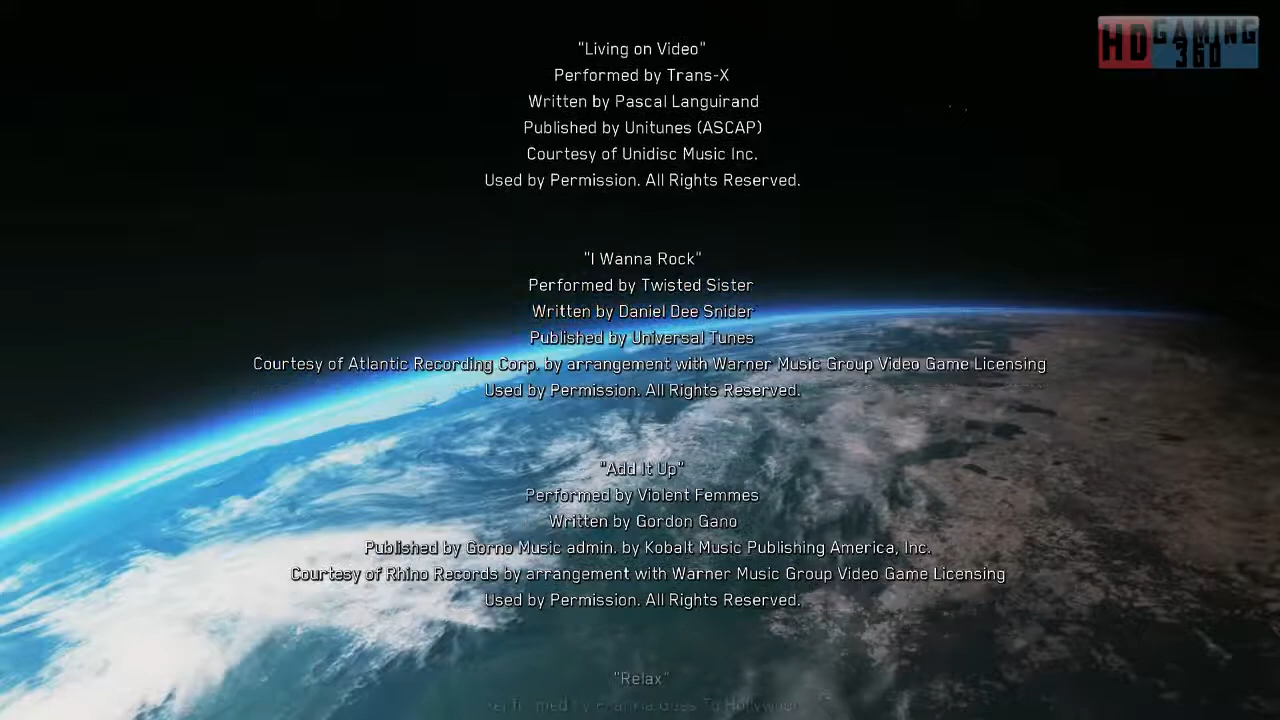 HD GAMING 360
"Living on Video"
Performed by Trans-X
Written by Pascal Languirand
Published by Unitunes (ASCAP)
Courtesy of Unidisc Music Inc.
Used by Permission. All Rights Reserved.
"I Wanna Rock"
Performed by Twisted Sister
Written by Daniel Dee Snider
Published by Universal Tunes
Courtesy of Atlantic Recording Corp. by arrangement with Warner Music Group Video Game Licensing
Used by Permission. All Rights Reserved.
"Add It Up"
Performed by Violent Femmes
Written by Gordon Gano
Published by Gorno Music admin. by Kobalt Music Publishing America, Inc.
Courtesy of Rhino Records by arrangement with Warner Music Group Video Game Licensing
Used by Permission. All Rights Reserved.
"Relax"